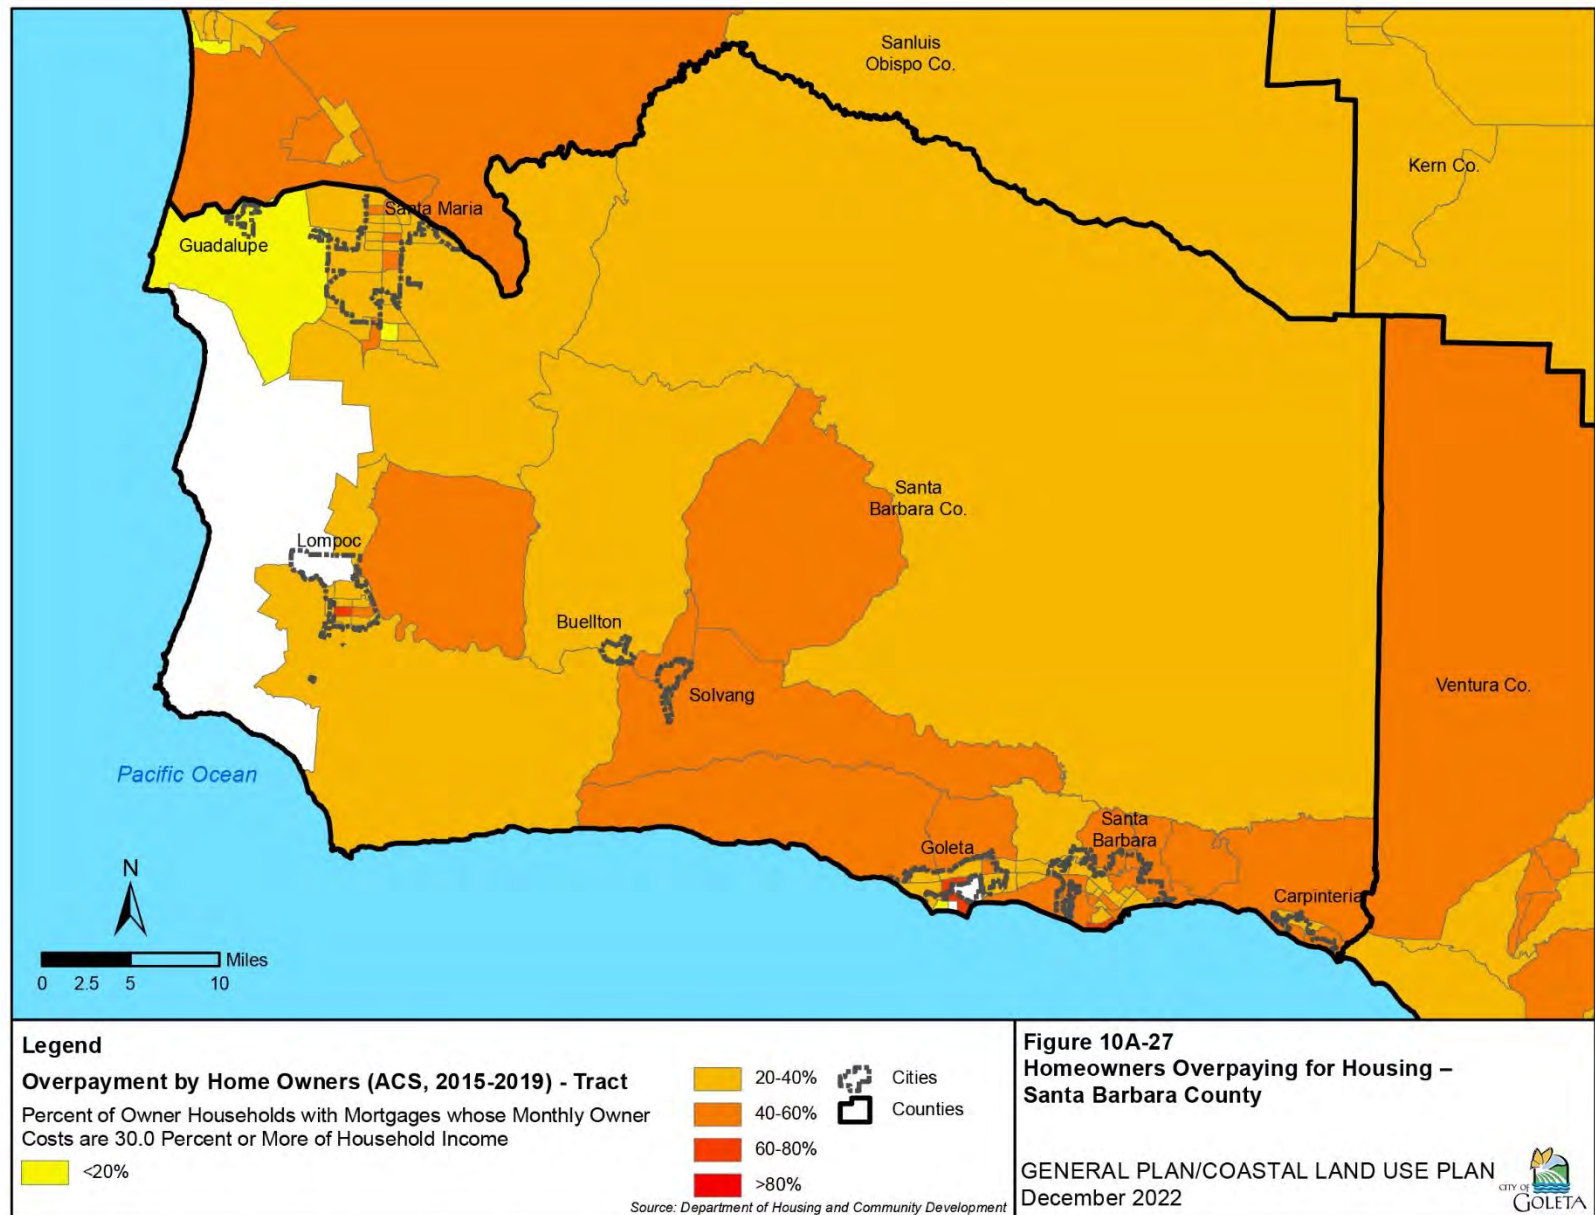 Sanluis
Obispo Co.
Kern Co.
Santa Maria
Guadalupe
Santa
Barbara Co.
Lompoc
Buellton
Solvang
Ventura Co.
Pacific Ocean
Santa
Barbara
Goleta
Carpinteria
N
Miles
0 2.5 5 10
Legend
Overpayment by Home Owners (ACS, 2015-2019) - Tract
Percent of Owner Households with Mortgages whose Monthly Owner
Costs are 30.0 Percent or More of Household Income
<20%
20-40%
40-60%
60-80%
>80%
Cities
Counties
Source: Department of Housing and Community Development
Figure 10A-27
Homeowners Overpaying for Housing –
Santa Barbara County
GENERAL PLAN/COASTAL LAND USE PLAN
December 2022
CITY OF
GOLETA